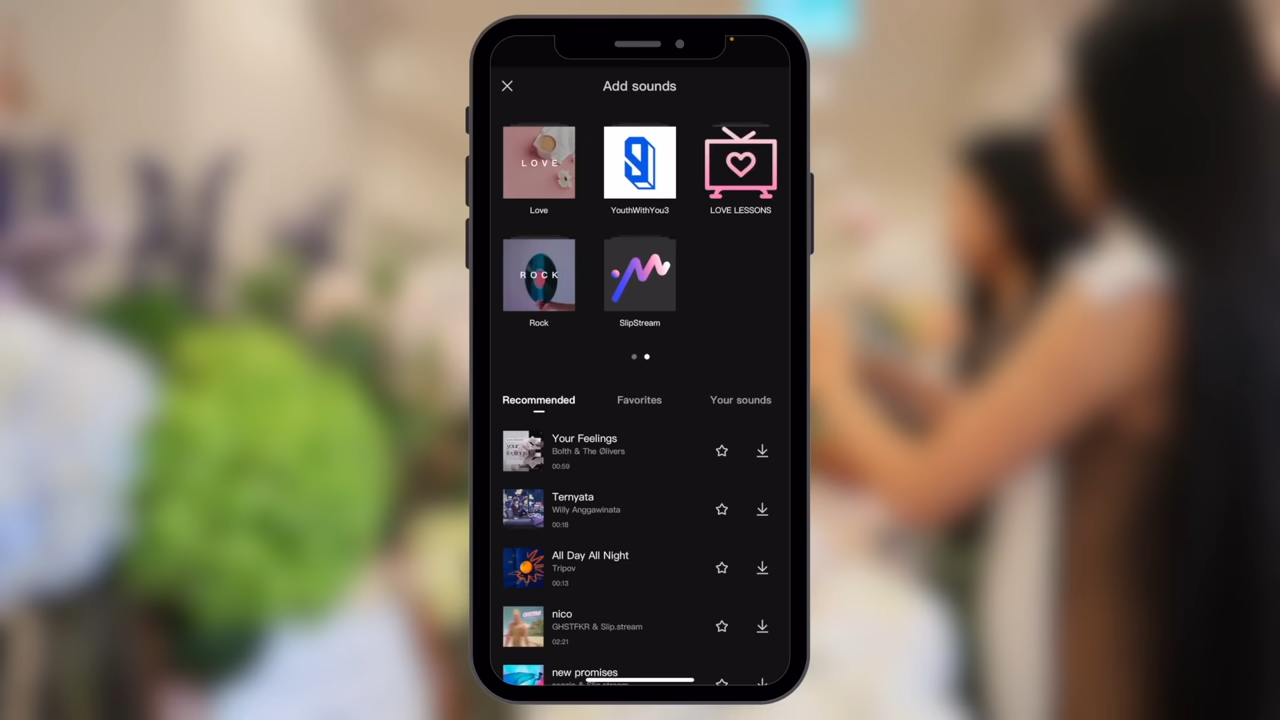 Add sounds
LOVE
Love
YouthWithYou3
LOVE LESSONS
ROCK
Rock
SlipStream
Recommended
Favorites
Your sounds
your
feelings
Your Feelings
Bolth & The Ølivers
00:59
Ternyata
Willy Anggawinata
00:18
All Day All Night
Tripov
00:13
nico
GHSTFKR & Slip.stream
02:21
new promises